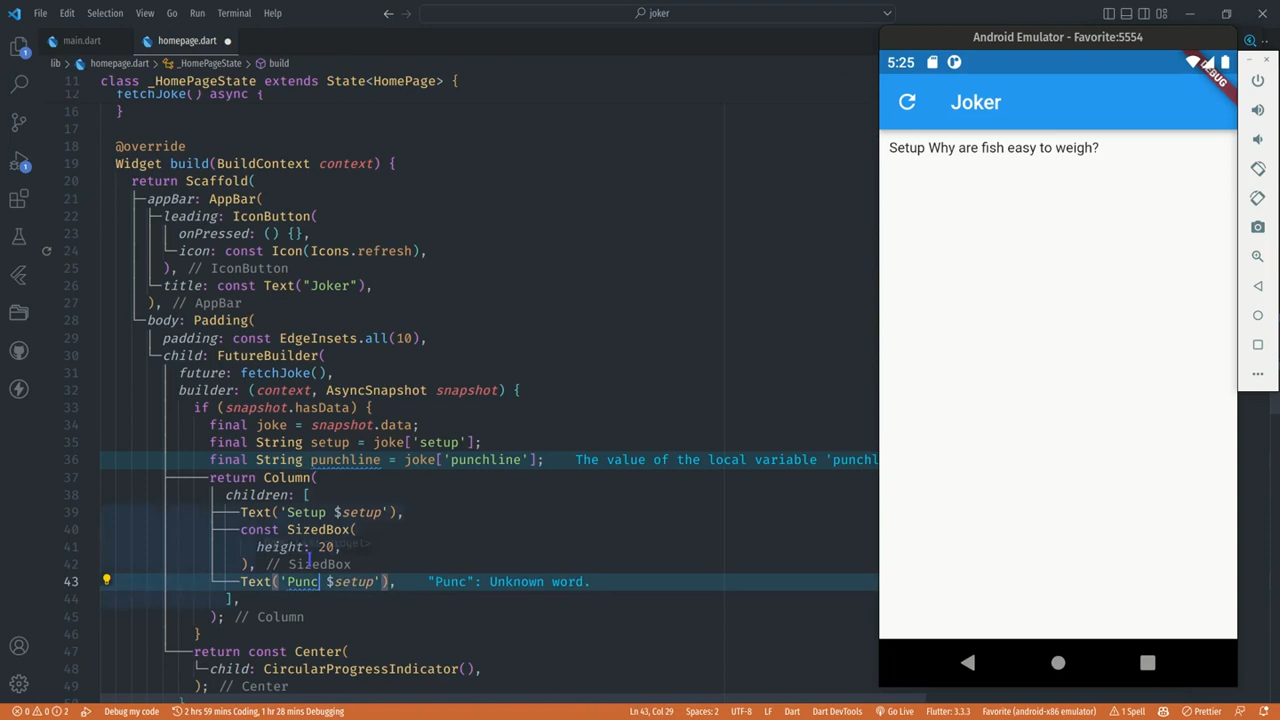 File Edit Selection View Go Run Terminal Help
joker
main.dart
homepage.dart
lib > homepage.dart > _HomePageState > build
11 class _HomePageState extends State<HomePage> {
12 fetchJoke() async {
16 }
17
18 @override
19 Widget build(BuildContext context) {
20 return Scaffold(
21 appBar: AppBar(
22 leading: IconButton(
23 onPressed: () {},
24 icon: const Icon(Icons.refresh),
25 ), // IconButton
26 title: const Text("Joker"),
27 ), // AppBar
28 body: Padding(
29 padding: const EdgeInsets.all(10),
30 child: FutureBuilder(
31 future: fetchJoke(),
32 builder: (context, AsyncSnapshot snapshot) {
33 if (snapshot.hasData) {
34 final joke = snapshot.data;
35 final String setup = joke['setup'];
36 final String punchline = joke['punchline']; The value of the local variable 'punchl
37 return Column(
38 children: [
39 Text('Setup $setup'),
40 const SizedBox(
41 height: 20,
42 ), // SizedBox
43 Text('Punc $setup'), "Punc": Unknown word.
44 ],
45 ); // Column
46 }
47 return const Center(
48 child: CircularProgressIndicator(),
49 ); // Center
Android Emulator - Favorite:5554
5:25
DEBUG
Joker
Setup Why are fish easy to weigh?
0 0 2 Debug my code 2 hrs 59 mins Coding, 1 hr 28 mins Debugging Ln 43, Col 29 Spaces: 2 UTF-8 LF Dart Dart DevTools Go Live Flutter: 3.3.3 Favorite (android-x86 emulator) 1 Spell Prettier